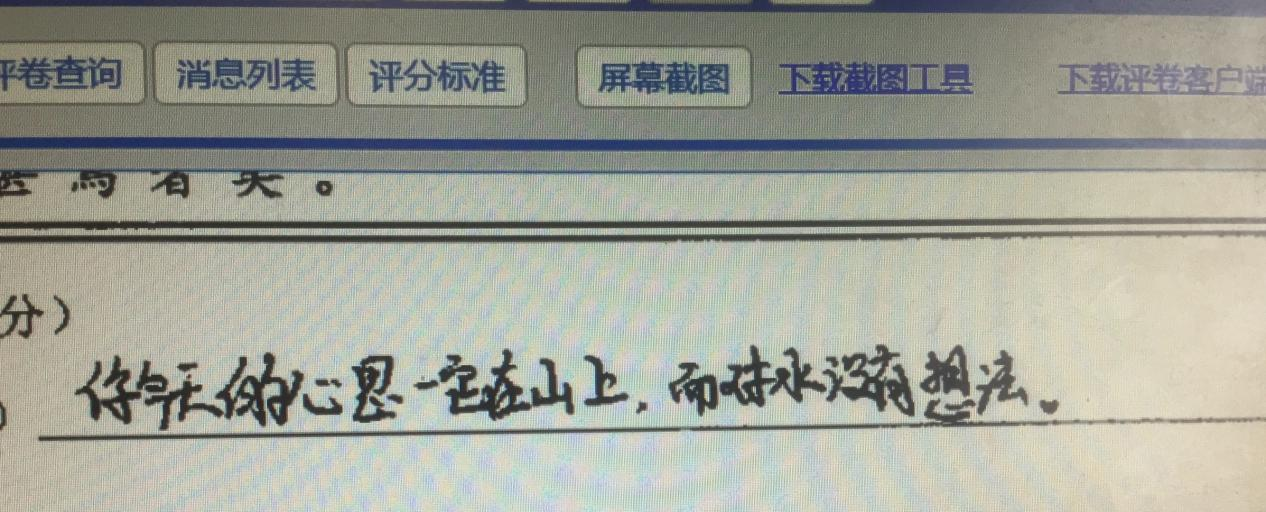 评卷查询 消息列表 评分标准 屏幕截图 下载截图工具 下载评卷客户端
分）
你每天的心思一定在山上，而对水没有想法。